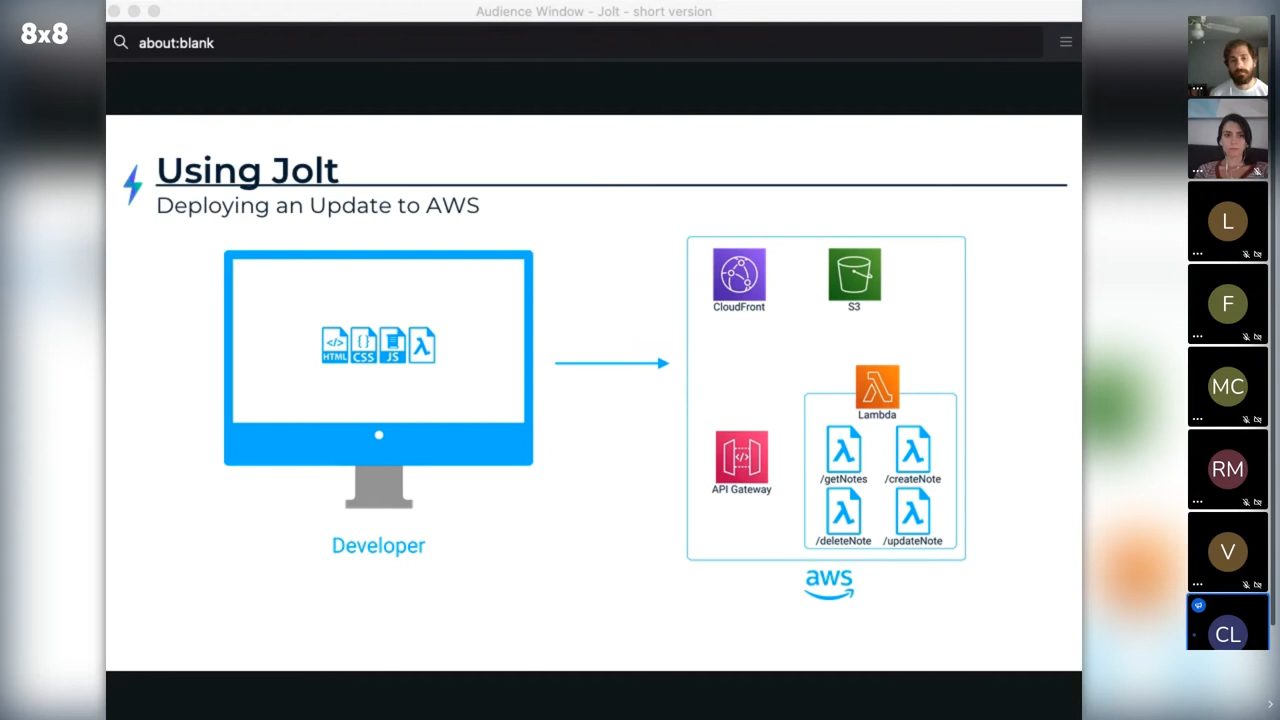 8x8
Audience Window - Jolt - short version
about:blank
Using Jolt
Deploying an Update to AWS
HTML
CSS
JS
Developer
CloudFront
S3
Lambda
/getNotes
/createNote
API Gateway
/deleteNote
/updateNote
aws
L
F
MC
RM
V
CL